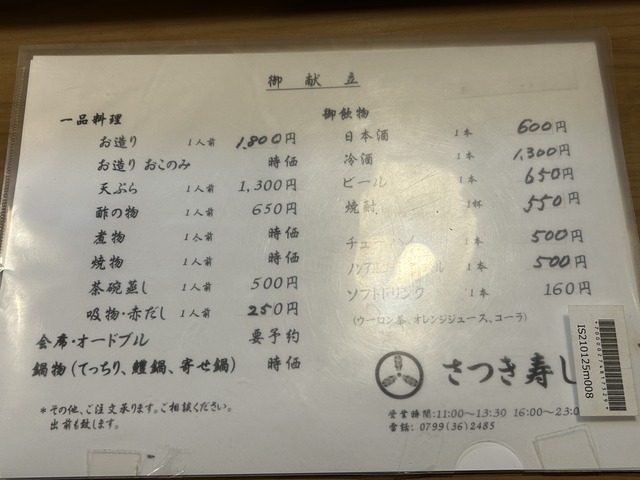 御献立
一品料理
お造り 1人前 1,800円
お造り おこのみ 時価
天ぷら 1人前 1,300円
酢の物 1人前 650円
煮物 1人前 時価
焼物 1人前 時価
茶碗蒸し 1人前 500円
吸物・赤だし 1人前 250円
会席・オードブル 要予約
鍋物(てっちり、鱧鍋、寄せ鍋) 時価
*その他、ご注文承ります。ご相談ください。
出前も致します。
御飲物
日本酒 1本 600円
冷酒 1本 1,300円
ビール 1本 650円
焼酎 1杯 550円
チューハイ 1本 500円
ノンアルコールビール 1本 500円
ソフトドリンク 1本 160円
(ウーロン茶、オレンジジュース、コーラ)
さつき寿し
営業時間:11:00~13:30 16:00~23:0
電話: 0799(36)2485
IS210125m008